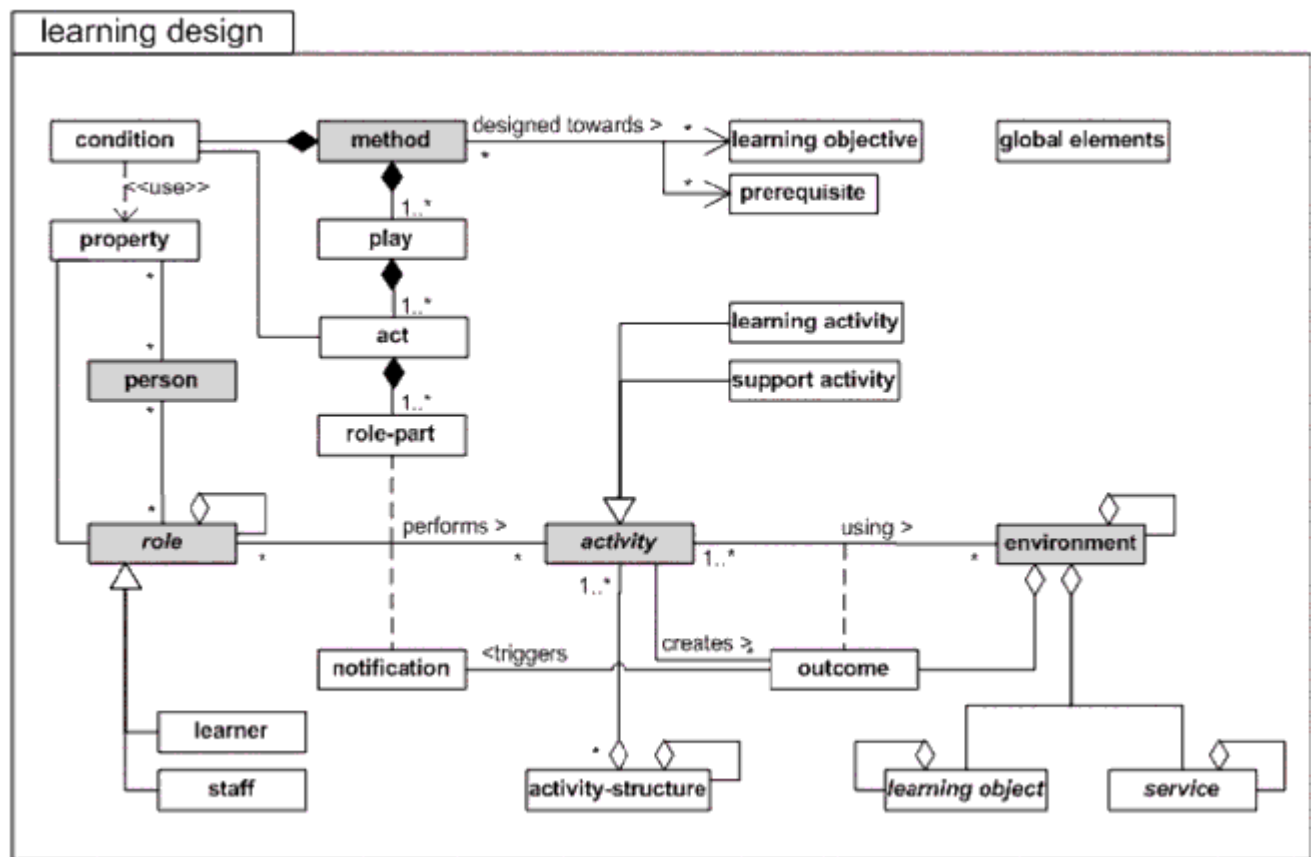 learning design
condition
method
designed towards >
*
*
learning objective
global elements
<<use>>
*
prerequisite
1..*
property
play
*
1..*
learning activity
act
*
person
support activity
*
1..*
role-part
*
performs >
using >
role
activity
environment
*
*
1..*
*
1..*
creates >
*
notification
<triggers
outcome
learner
*
staff
activity-structure
learning object
service